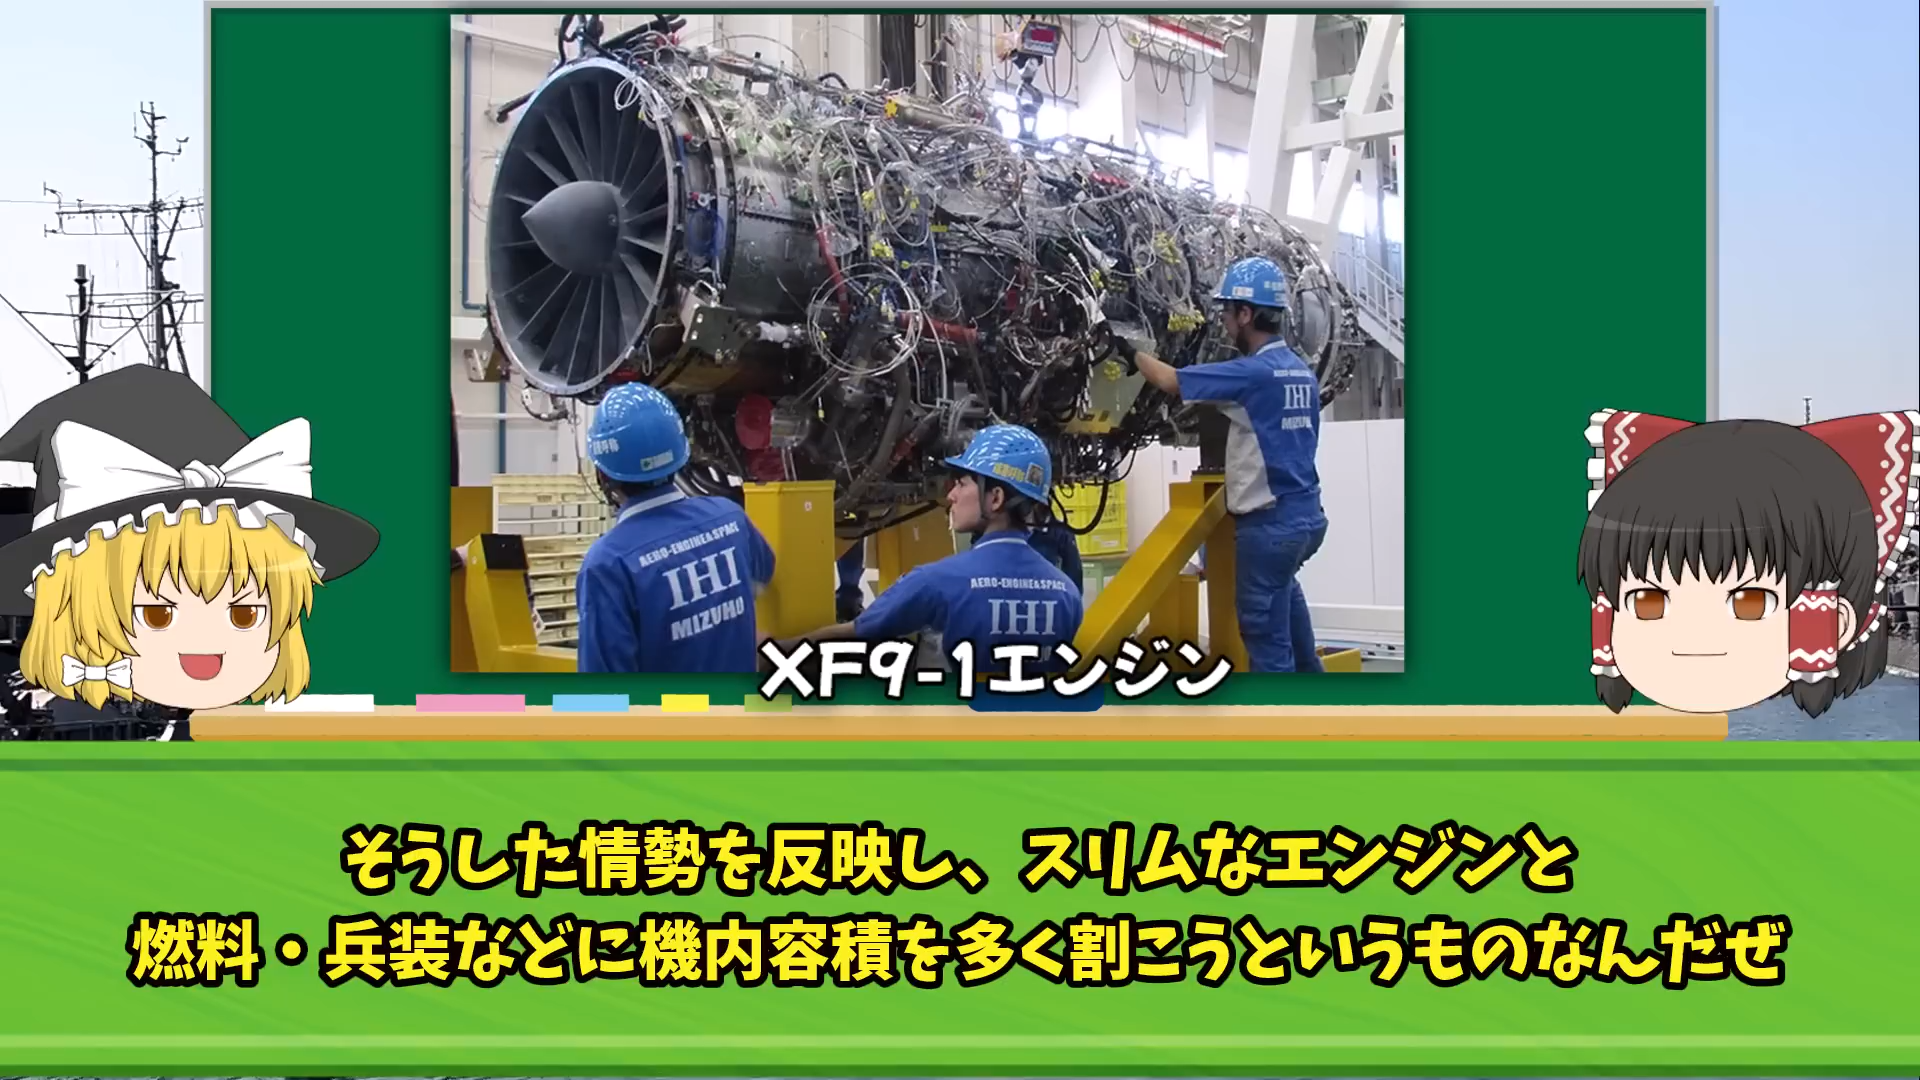 AERO-ENGINE&SPACE
IHI
MIZUHO
AERO-ENGINE&SPACE
IHI
IHI
MIZUHO
XF9-1エンジン
そうした情勢を反映し、スリムなエンジンと
燃料・兵装などに機内容積を多く割こうというものなんだぜ